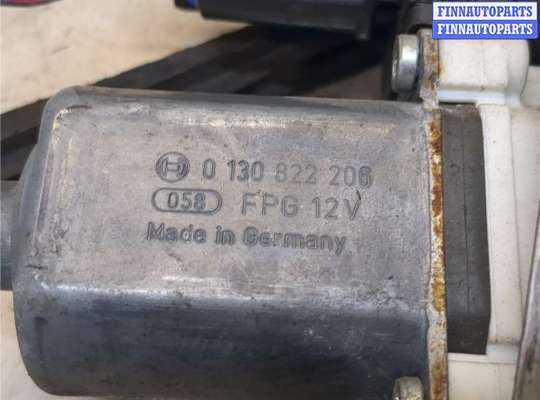 FINNAUTOPARTS
FINNAUTOPARTS
0 130 822 206
058 FPG 12V
Made in Germany